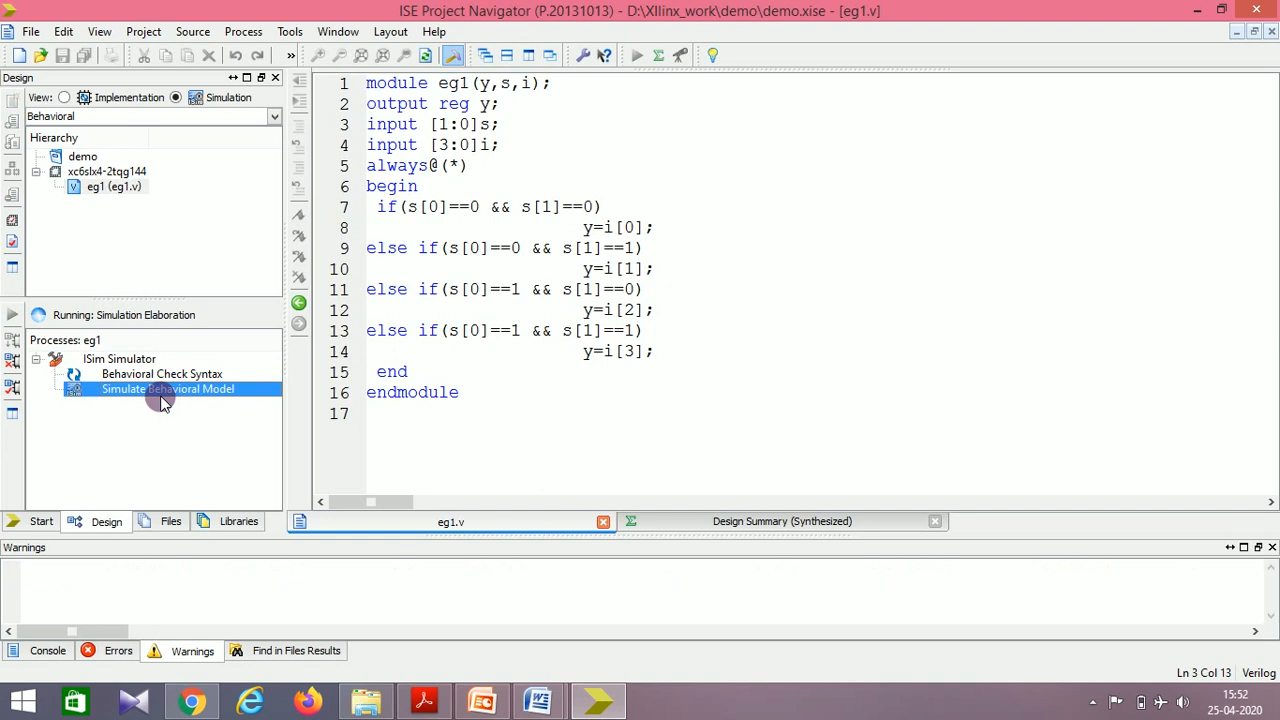 ISE Project Navigator (P.20131013) - D:\XIlinx_work\demo\demo.xise - [eg1.v]
File Edit View Project Source Process Tools Window Layout Help
Design
View: Implementation Simulation
Behavioral
Hierarchy
demo
xc6slx4-2tqg144
eg1 (eg1.v)
Running: Simulation Elaboration
Processes: eg1
ISim Simulator
Behavioral Check Syntax
Simulate Behavioral Model
1 module eg1(y,s,i);
2 output reg y;
3 input [1:0]s;
4 input [3:0]i;
5 always@(*)
6 begin
7 if(s[0]==0 && s[1]==0)
8 y=i[0];
9 else if(s[0]==0 && s[1]==1)
10 y=i[1];
11 else if(s[0]==1 && s[1]==0)
12 y=i[2];
13 else if(s[0]==1 && s[1]==1)
14 y=i[3];
15 end
16 endmodule
17
Start Design Files Libraries
eg1.v Design Summary (Synthesized)
Warnings
Console Errors Warnings Find in Files Results
Ln 3 Col 13 Verilog
15:52
25-04-2020